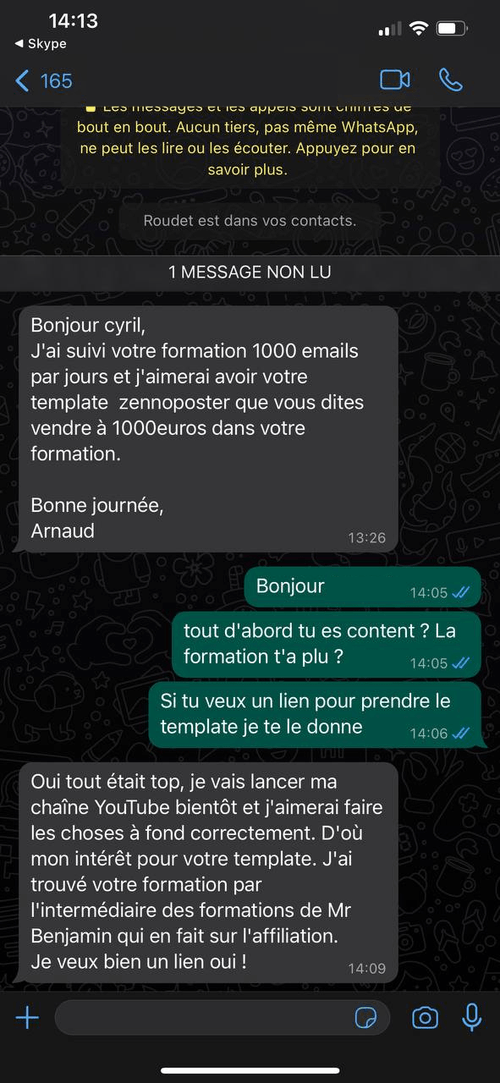 14:13
Skype
165
Les messages et les appels sont chiffrés de
bout en bout. Aucun tiers, pas même WhatsApp,
ne peut les lire ou les écouter. Appuyez pour en
savoir plus.
Roudet est dans vos contacts.
1 MESSAGE NON LU
Bonjour cyril,
J'ai suivi votre formation 1000 emails
par jours et j'aimerai avoir votre
template zennoposter que vous dites
vendre à 1000euros dans votre
formation.
Bonne journée,
Arnaud
13:26
Bonjour
14:05
tout d'abord tu es content ? La
formation t'a plu ?
14:05
Si tu veux un lien pour prendre le
template je te le donne
14:06
Oui tout était top, je vais lancer ma
chaîne YouTube bientôt et j'aimerai faire
les choses à fond correctement. D'où
mon intérêt pour votre template. J'ai
trouvé votre formation par
l'intermédiaire des formations de Mr
Benjamin qui en fait sur l'affiliation.
Je veux bien un lien oui !
14:09